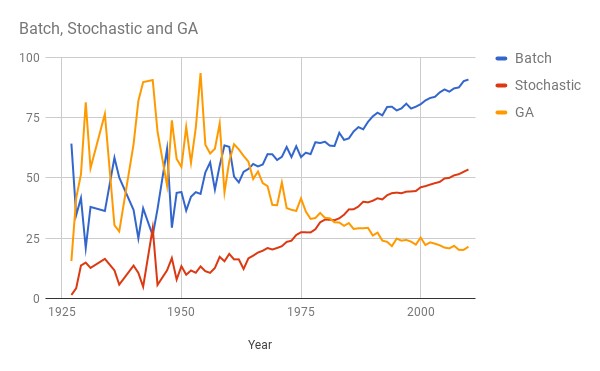 Batch, Stochastic and GA
100
75
50
25
0
1925
1950
1975
2000
Year
Batch
Stochastic
GA